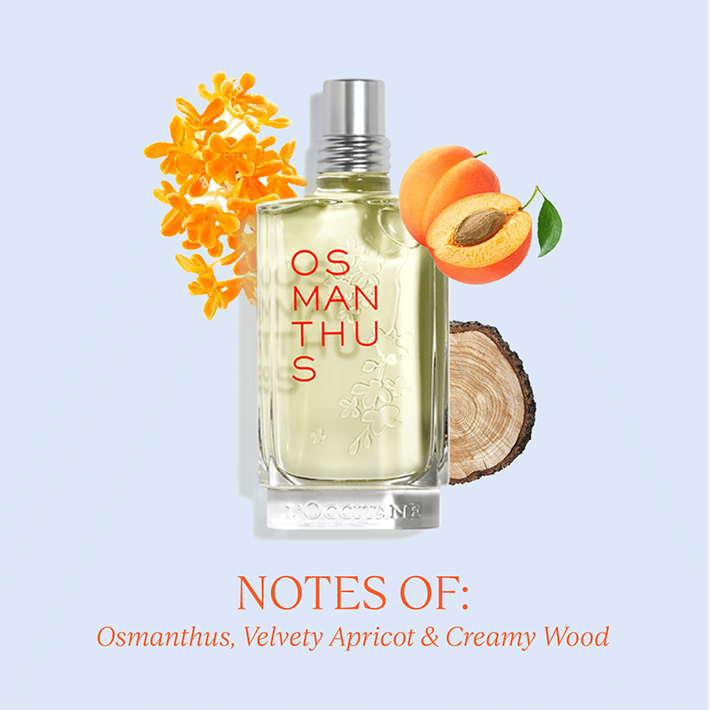 OS
MAN
THU
S
L'OCCITANE
NOTES OF:
Osmanthus, Velvety Apricot & Creamy Wood